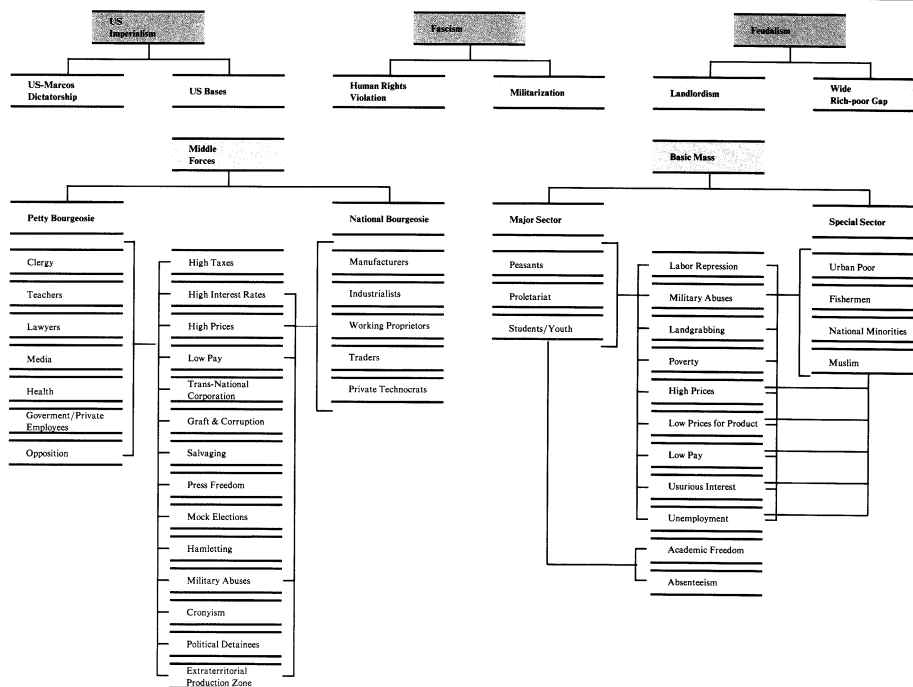 US
Imperialism
Fascism
Feudalism
US-Marcos
Dictatorship
US Bases
Human Rights
Violation
Militarization
Landlordism
Wide
Rich-poor Gap
Middle
Forces
Basic Mass
Petty Bourgeosie
National Bourgeosie
Major Sector
Special Sector
Clergy
Teachers
Lawyers
Media
Health
Goverment/Private
Employees
Opposition
High Taxes
High Interest Rates
High Prices
Low Pay
Trans-National
Corporation
Graft & Corruption
Salvaging
Press Freedom
Mock Elections
Hamletting
Military Abuses
Cronyism
Political Detainees
Extraterritorial
Production Zone
Manufacturers
Industrialists
Working Proprietors
Traders
Private Technocrats
Peasants
Proletariat
Students/Youth
Labor Repression
Military Abuses
Landgrabbing
Poverty
High Prices
Low Prices for Product
Low Pay
Usurious Interest
Unemployment
Academic Freedom
Absenteeism
Urban Poor
Fishermen
National Minorities
Muslim